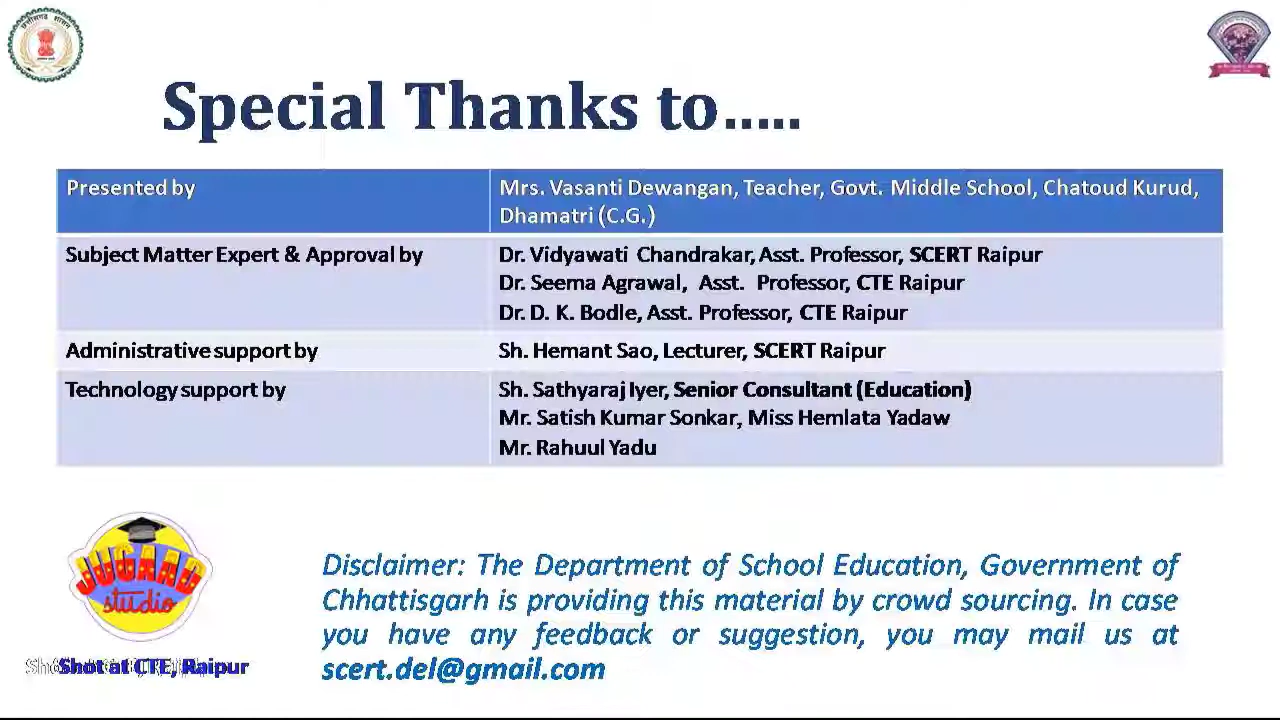 छत्तीसगढ़ शासन
Special Thanks to.....
Presented by
Mrs. Vasanti Dewangan, Teacher, Govt. Middle School, Chatoud Kurud,
Dhamatri (C.G.)
Subject Matter Expert & Approval by
Dr. Vidyawati Chandrakar, Asst. Professor, SCERT Raipur
Dr. Seema Agrawal, Asst. Professor, CTE Raipur
Dr. D. K. Bodle, Asst. Professor, CTE Raipur
Administrative support by
Sh. Hemant Sao, Lecturer, SCERT Raipur
Technology support by
Sh. Sathyaraj Iyer, Senior Consultant (Education)
Mr. Satish Kumar Sonkar, Miss Hemlata Yadaw
Mr. Rahuul Yadu
JUGAAD
studio
Shot at CTE, Raipur
Disclaimer: The Department of School Education, Government of
Chhattisgarh is providing this material by crowd sourcing. In case
you have any feedback or suggestion, you may mail us at
scert.del@gmail.com